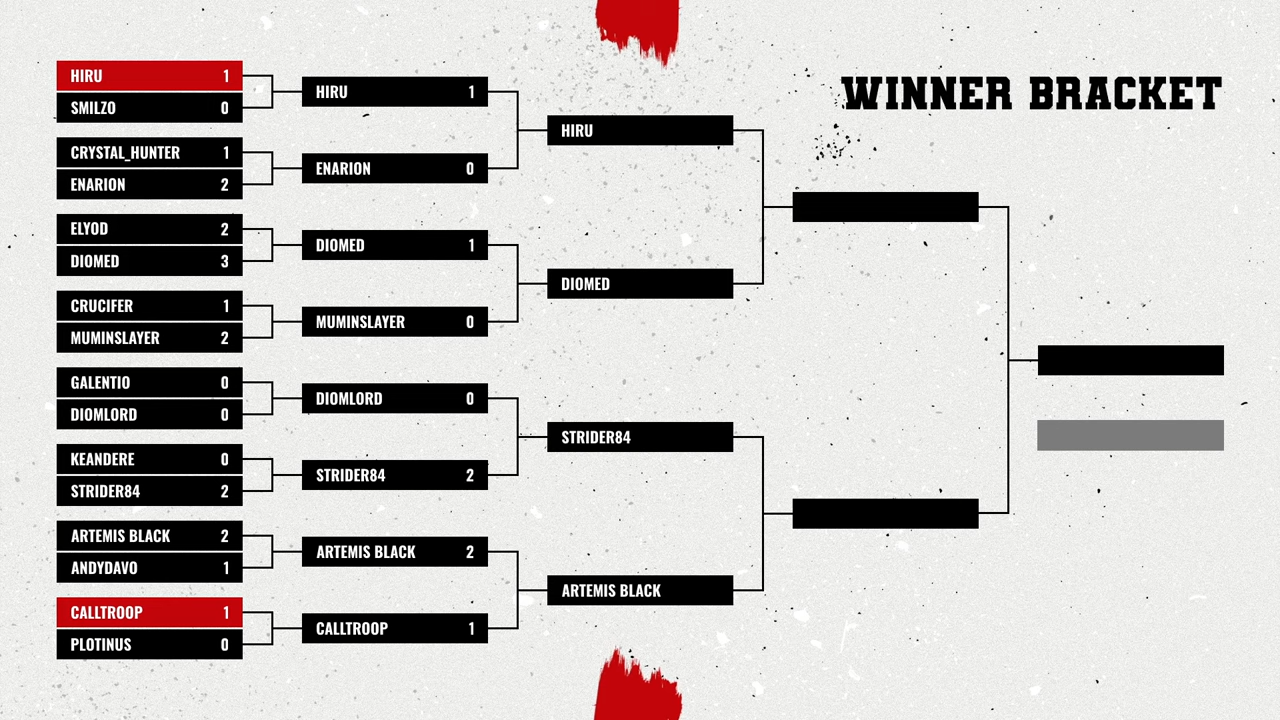 WINNER BRACKET
HIRU 1
SMILZO 0
CRYSTAL_HUNTER 1
ENARION 2
ELYOD 2
DIOMED 3
CRUCIFER 1
MUMINSLAYER 2
GALENTIO 0
DIOMLORD 0
KEANDERE 0
STRIDER84 2
ARTEMIS BLACK 2
ANDYDAVO 1
CALLTROOP 1
PLOTINUS 0
HIRU 1
ENARION 0
DIOMED 1
MUMINSLAYER 0
DIOMLORD 0
STRIDER84 2
ARTEMIS BLACK 2
CALLTROOP 1
HIRU
DIOMED
STRIDER84
ARTEMIS BLACK